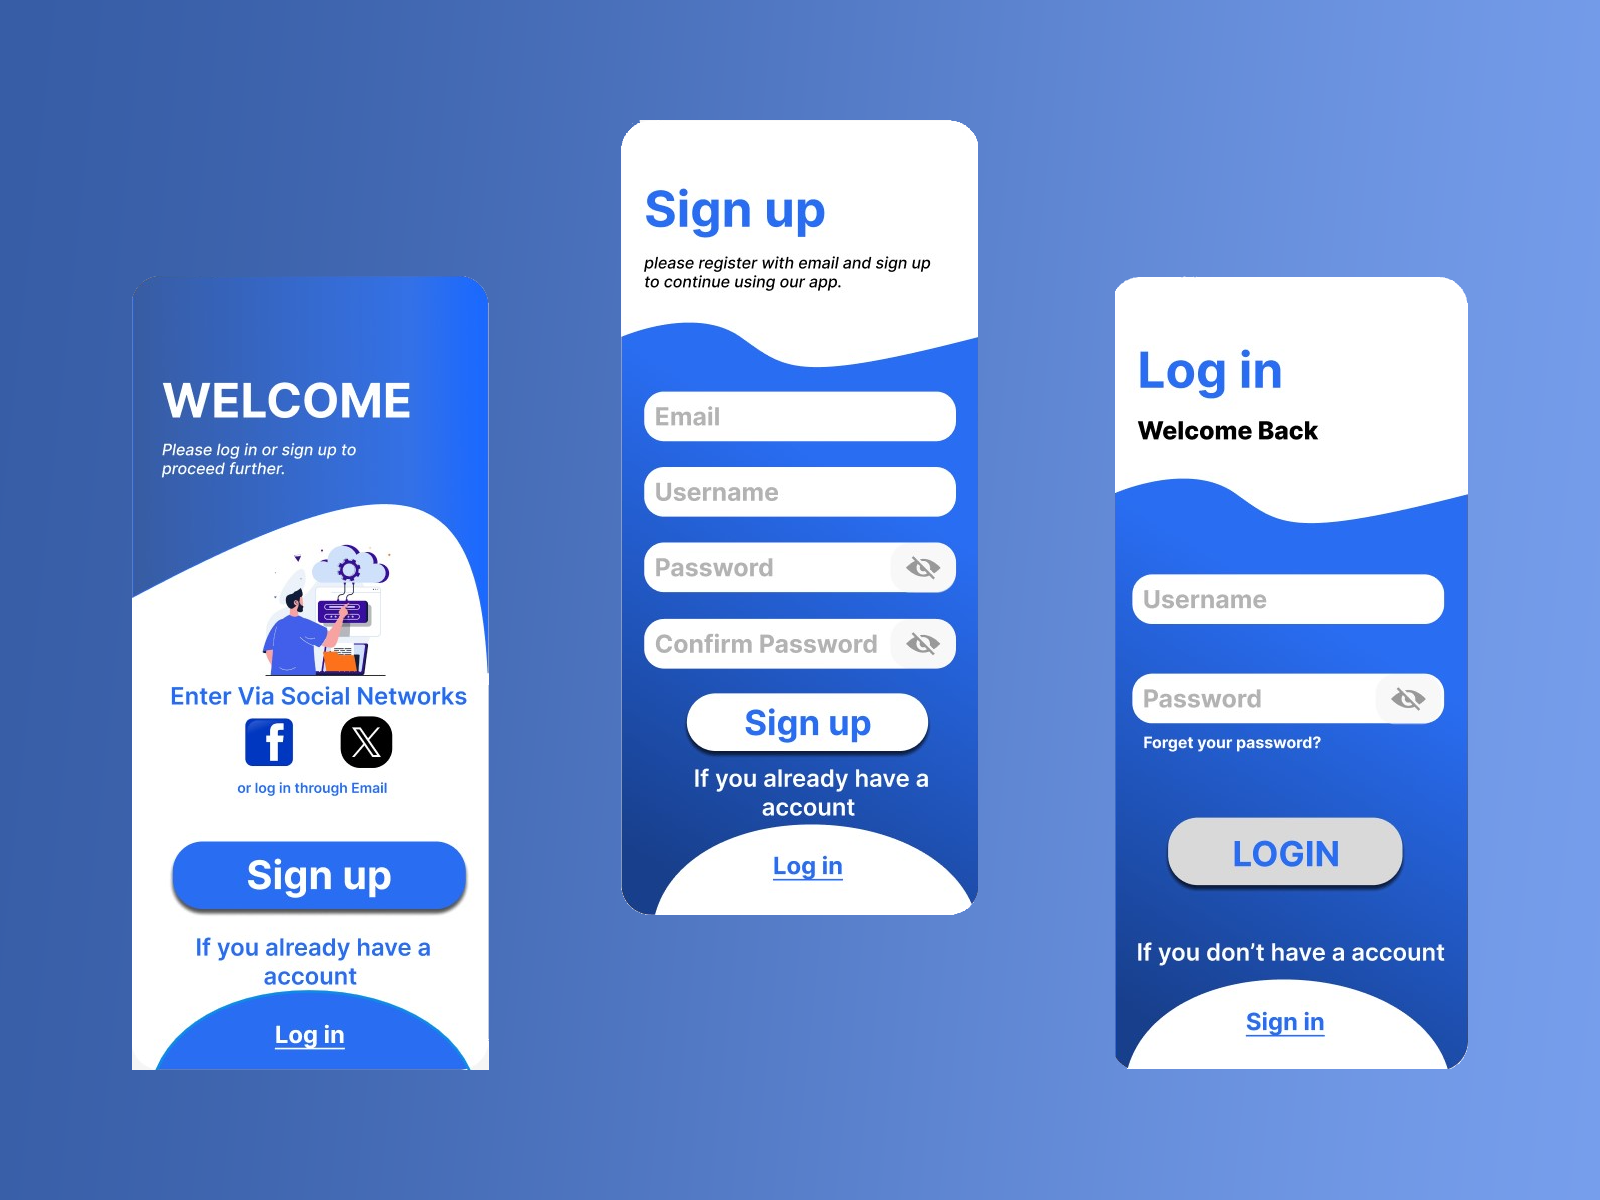 WELCOME
Please log in or sign up to
proceed further.
Enter Via Social Networks
or log in through Email
Sign up
If you already have a
account
Log in
Sign up
please register with email and sign up
to continue using our app.
Email
Username
Password
Confirm Password
Sign up
If you already have a
account
Log in
Log in
Welcome Back
Username
Password
Forget your password?
LOGIN
If you don’t have a account
Sign in